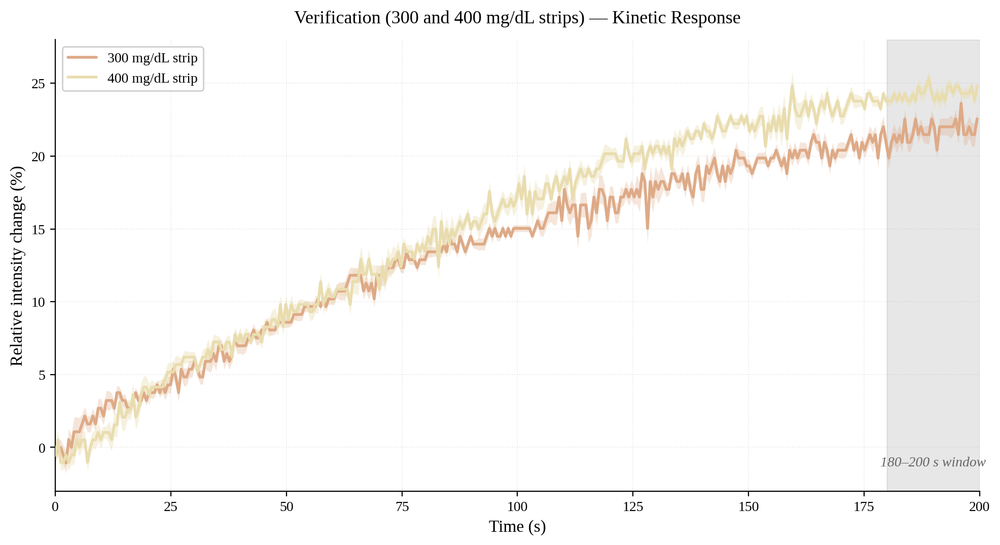 Verification (300 and 400 mg/dL strips) — Kinetic Response
300 mg/dL strip
400 mg/dL strip
Relative intensity change (%)
25
20
15
10
5
0
180–200 s window
0 25 50 75 100 125 150 175 200
Time (s)